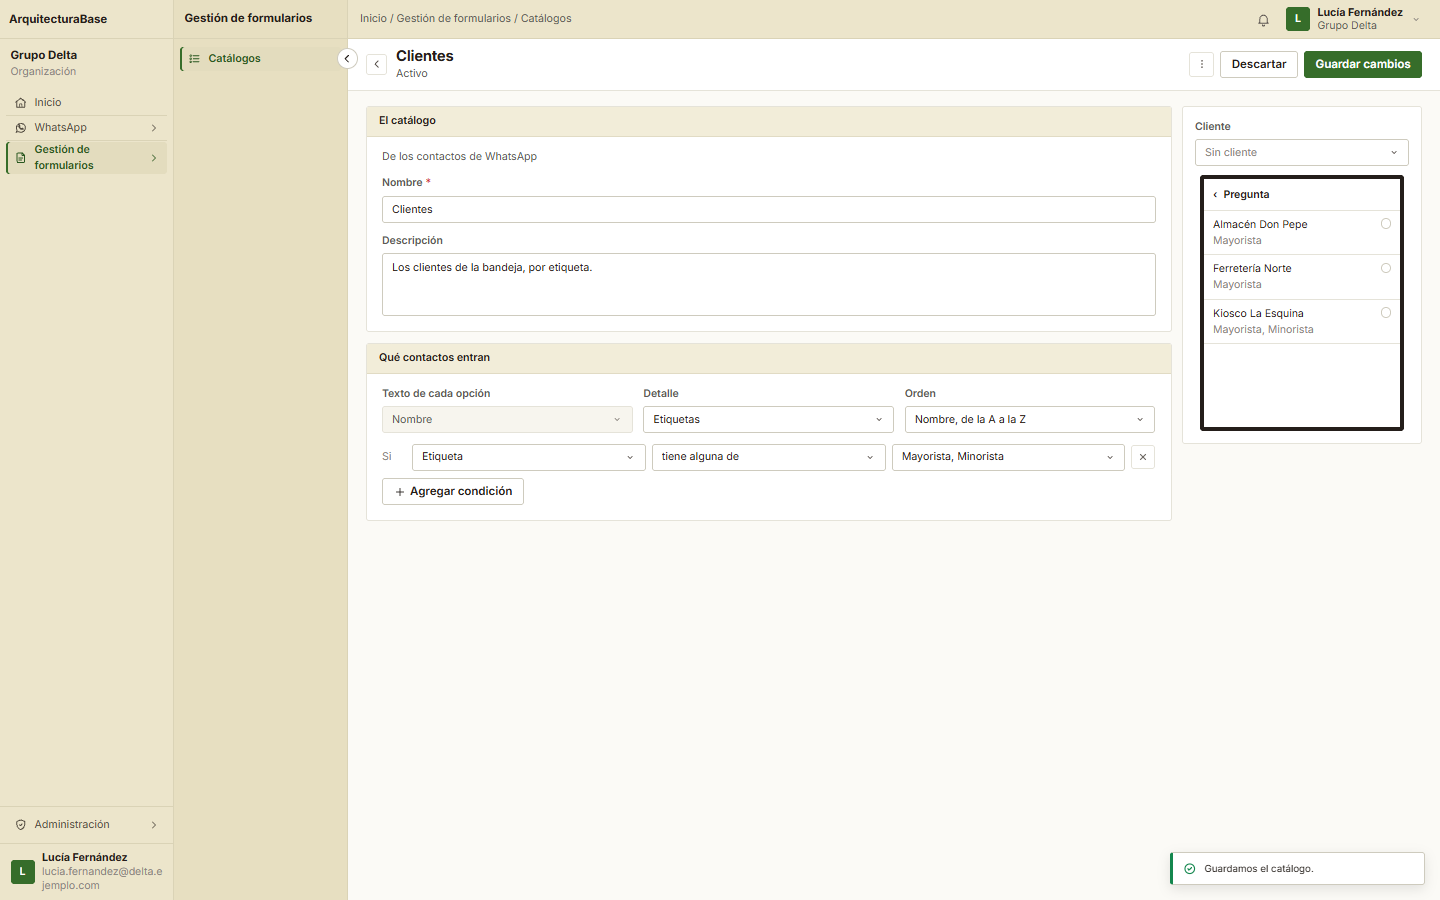 ArquitecturaBase
Grupo Delta
Organización
Inicio
WhatsApp
Gestión de
formularios
Administración
Lucía Fernández
lucia.fernandez@delta.e
jemplo.com
L
Gestión de formularios
Catálogos
Inicio / Gestión de formularios / Catálogos
L
Lucía Fernández
Grupo Delta
Clientes
Activo
Descartar
Guardar cambios
El catálogo
De los contactos de WhatsApp
Nombre *
Clientes
Descripción
Los clientes de la bandeja, por etiqueta.
Qué contactos entran
Texto de cada opción
Detalle
Orden
Nombre
Etiquetas
Nombre, de la A a la Z
Si
Etiqueta
tiene alguna de
Mayorista, Minorista
Agregar condición
Cliente
Sin cliente
Pregunta
Almacén Don Pepe
Mayorista
Ferretería Norte
Mayorista
Kiosco La Esquina
Mayorista, Minorista
Guardamos el catálogo.